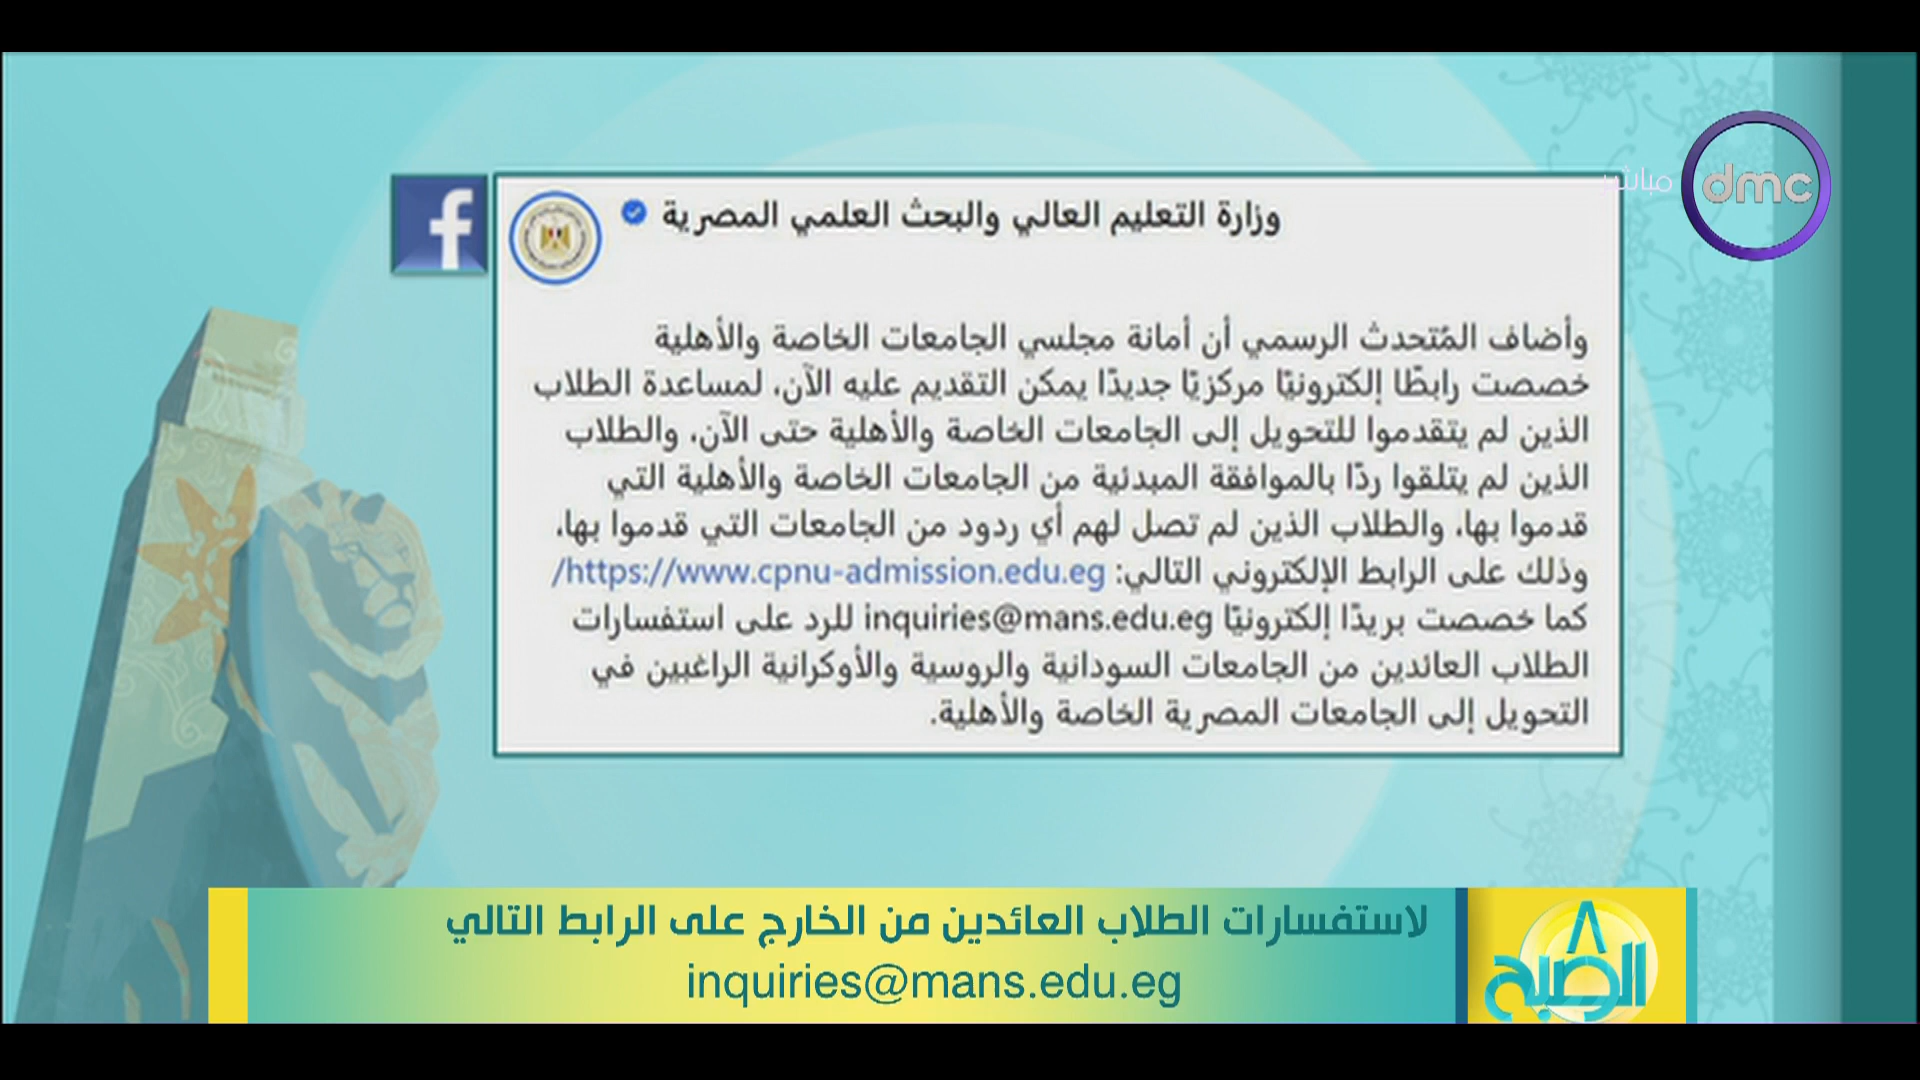 مباشر
dmc
وزارة التعليم العالي والبحث العلمي المصرية
وأضاف المُتحدث الرسمي أن أمانة مجلسي الجامعات الخاصة والأهلية
خصصت رابطًا إلكترونيًا مركزيًا جديدًا يمكن التقديم عليه الآن، لمساعدة الطلاب
الذين لم يتقدموا للتحويل إلى الجامعات الخاصة والأهلية حتى الآن، والطلاب
الذين لم يتلقوا ردًا بالموافقة المبدئية من الجامعات الخاصة والأهلية التي
قدموا بها، والطلاب الذين لم تصل لهم أي ردود من الجامعات التي قدموا بها،
وذلك على الرابط الإلكتروني التالي: https://www.cpnu-admission.edu.eg/
كما خصصت بريدًا إلكترونيًا inquiries@mans.edu.eg للرد على استفسارات
الطلاب العائدين من الجامعات السودانية والروسية والأوكرانية الراغبين في
التحويل إلى الجامعات المصرية الخاصة والأهلية.
لاستفسارات الطلاب العائدين من الخارج على الرابط التالي
inquiries@mans.edu.eg
٨
الصبح